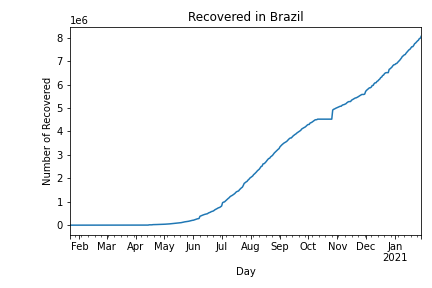 Recovered in Brazil
1e6
8
7
6
5
4
3
2
1
0
Number of Recovered
Feb Mar Apr May Jun Jul Aug Sep Oct Nov Dec Jan
2021
Day